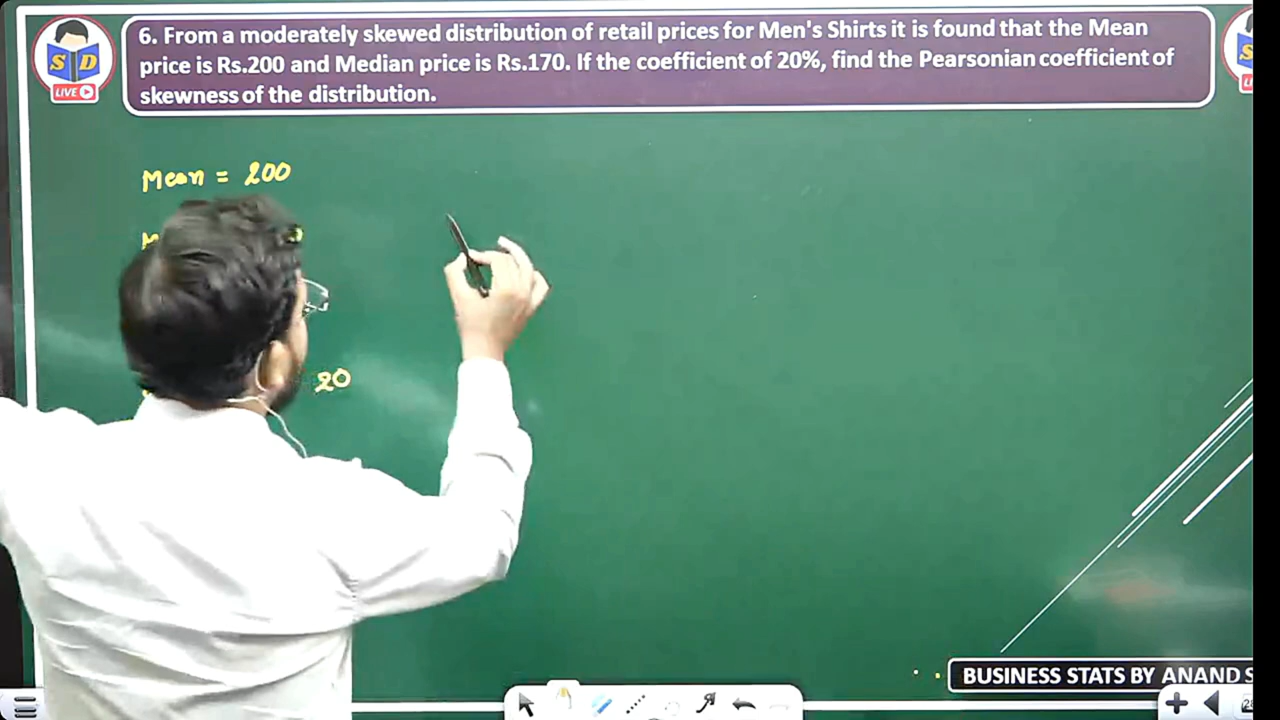 6. From a moderately skewed distribution of retail prices for Men's Shirts it is found that the Mean
price is Rs.200 and Median price is Rs.170. If the coefficient of 20%, find the Pearsonian coefficient of
skewness of the distribution.
S D
LIVE
Mean = 200
20
BUSINESS STATS BY ANAND S